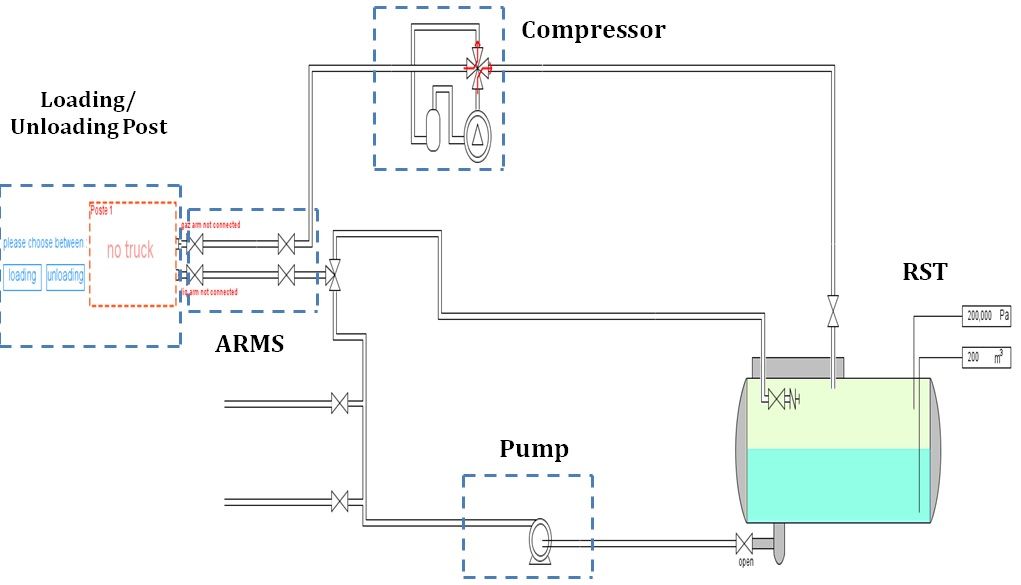 Compressor
Loading/
Unloading Post
Poste 1
gaz arm not connected
please choose between :
no truck
loading
unloading
liq arm not connected
ARMS
RST
200,000 Pa
200 m³
Pump
open